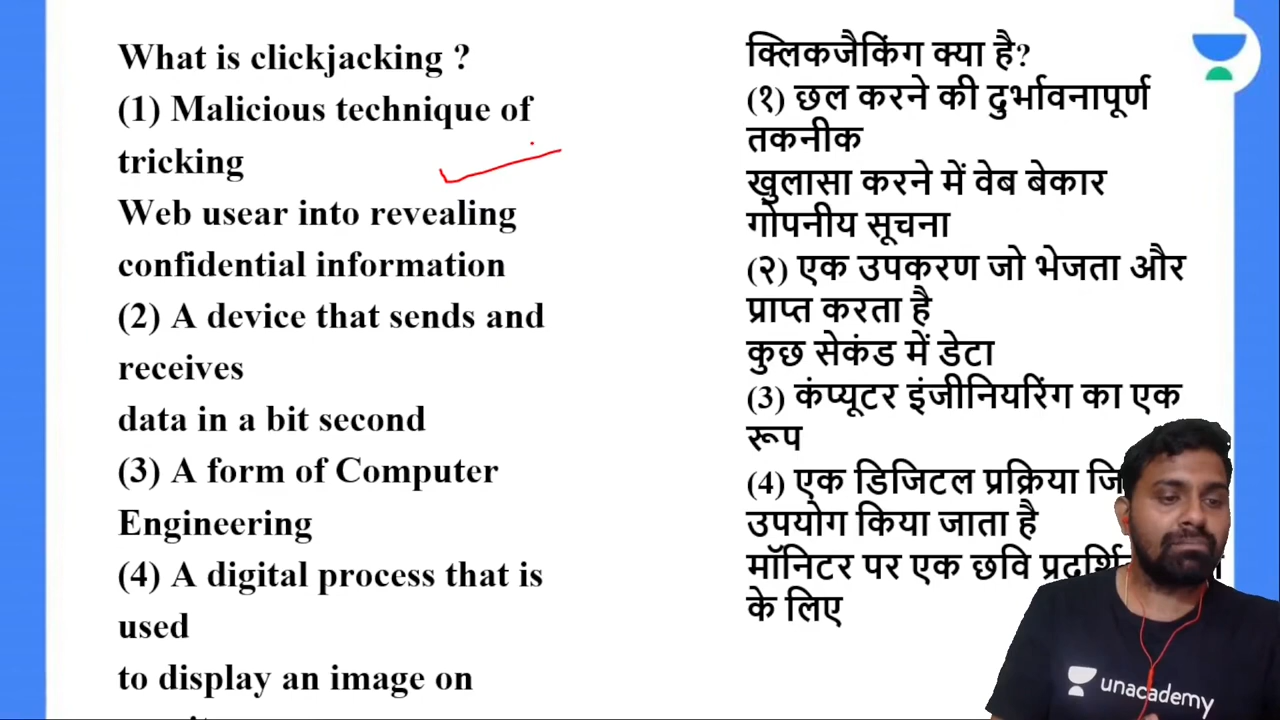 What is clickjacking ?
(1) Malicious technique of
tricking
Web usear into revealing
confidential information
(2) A device that sends and
receives
data in a bit second
(3) A form of Computer
Engineering
(4) A digital process that is
used
to display an image on
क्लिकजैकिंग क्या है?
(१) छल करने की दुर्भावनापूर्ण
तकनीक
खुलासा करने में वेब बेकार
गोपनीय सूचना
(२) एक उपकरण जो भेजता और
प्राप्त करता है
कुछ सेकंड में डेटा
(3) कंप्यूटर इंजीनियरिंग का एक
रूप
(4) एक डिजिटल प्रक्रिया
उपयोग किया जाता है
मॉनिटर पर एक छवि
के लिए
unacademy